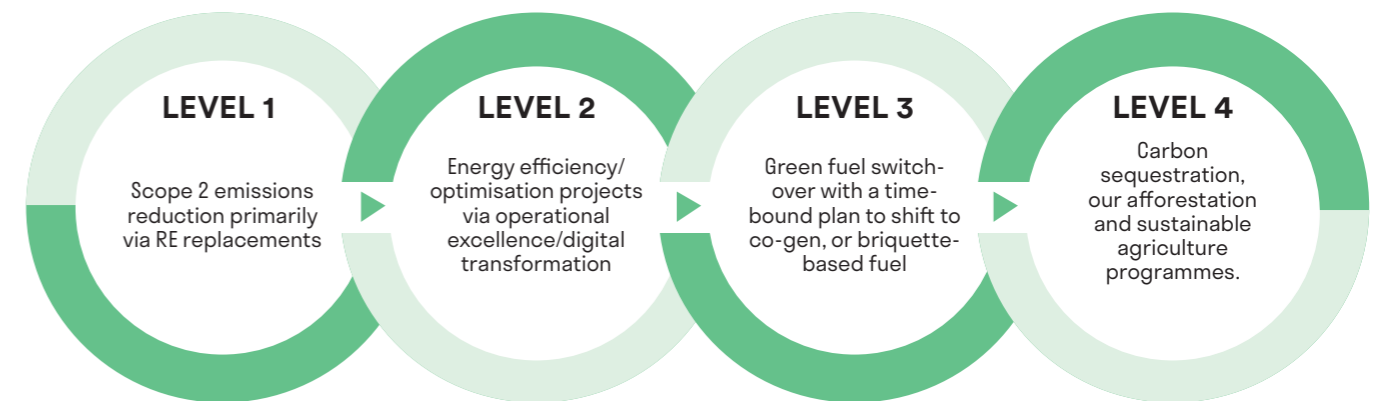 LEVEL 1
Scope 2 emissions
reduction primarily
via RE replacements
LEVEL 2
Energy efficiency/
optimisation projects
via operational
excellence/digital
transformation
LEVEL 3
Green fuel switch-
over with a time-
bound plan to shift to
co-gen, or briquette-
based fuel
LEVEL 4
Carbon
sequestration,
our afforestation
and sustainable
agriculture
programmes.